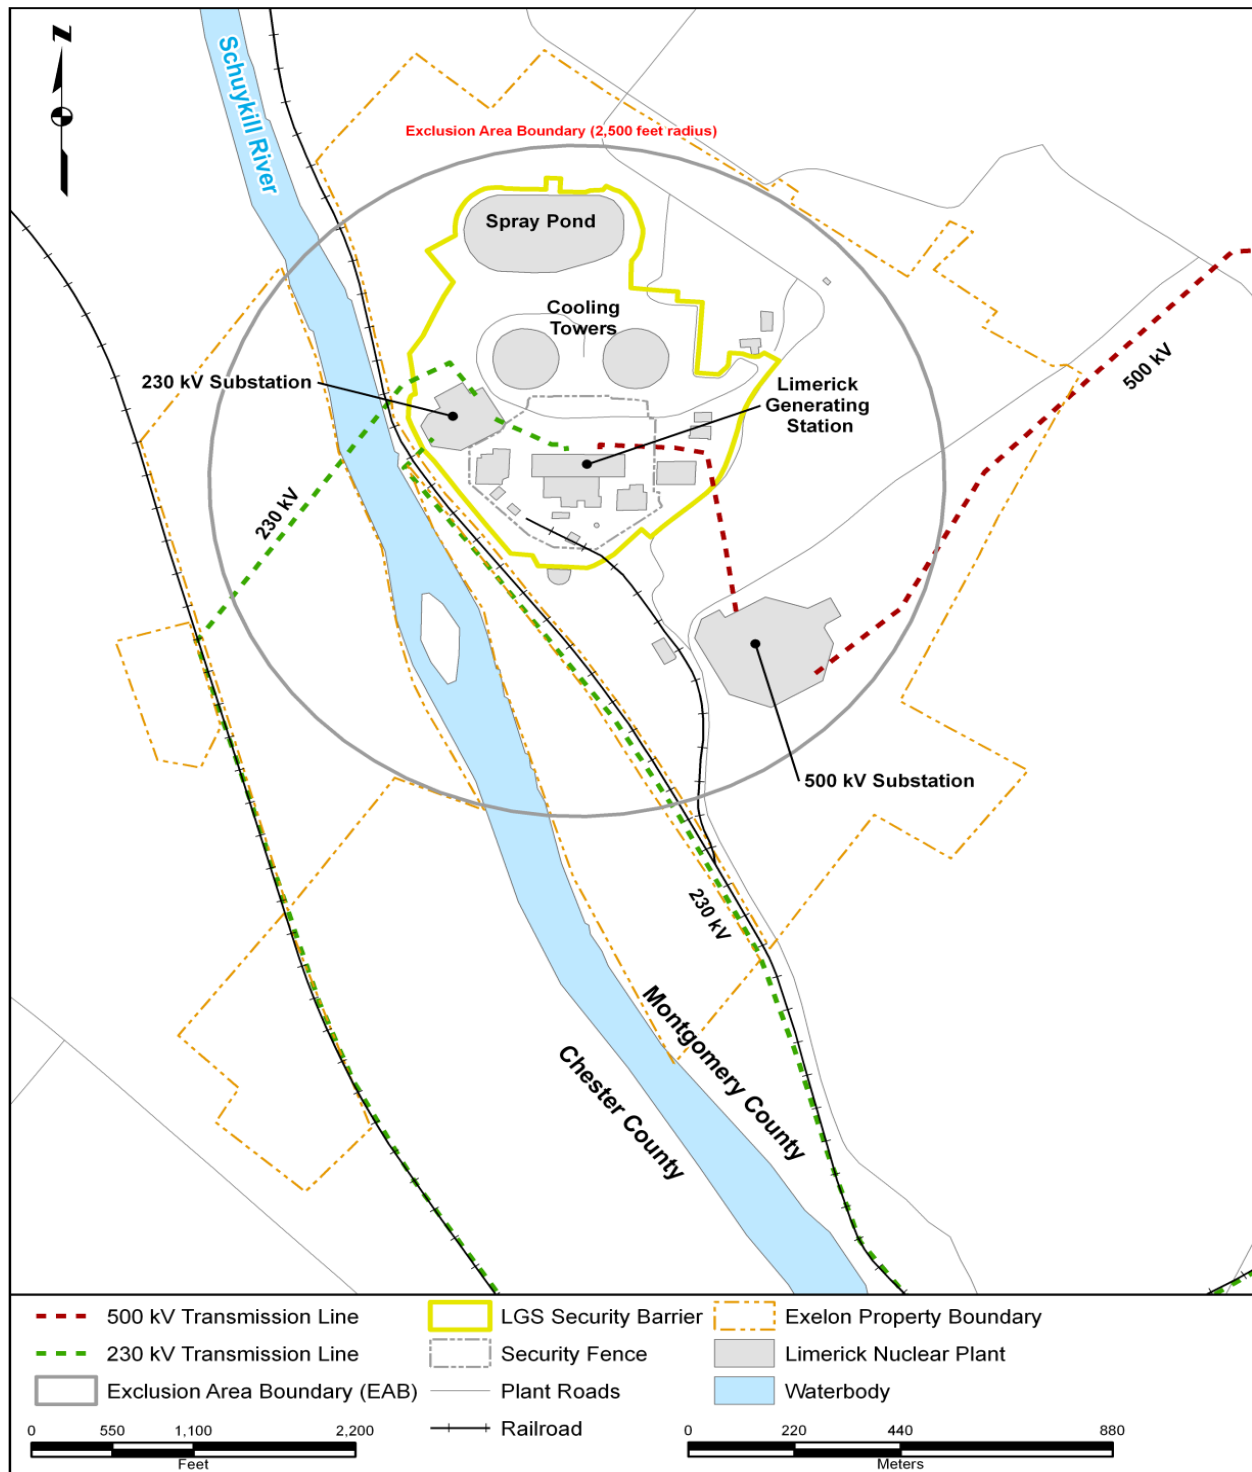 N
Schuykill River
Exclusion Area Boundary (2,500 feet radius)
Spray Pond
Cooling
Towers
230 kV Substation
Limerick
Generating
Station
500 kV
230 kV
500 kV Substation
230 kV
Montgomery County
Chester County
500 kV Transmission Line
LGS Security Barrier
Exelon Property Boundary
230 kV Transmission Line
Security Fence
Limerick Nuclear Plant
Exclusion Area Boundary (EAB)
Plant Roads
Waterbody
Railroad
0 550 1,100 2,200
Feet
0 220 440 880
Meters